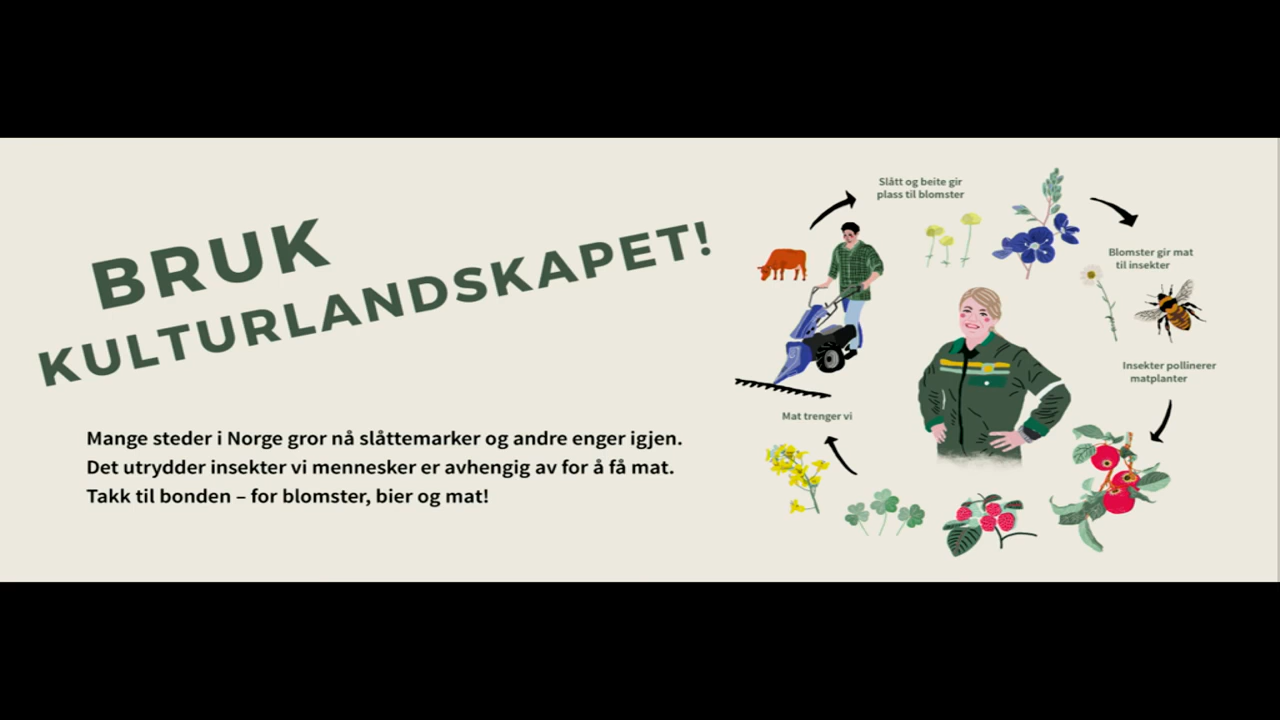 BRUK
KULTURLANDSKAPET!
Mange steder i Norge gror nå slåttemarker og andre enger igjen.
Det utrydder insekter vi mennesker er avhengig av for å få mat.
Takk til bonden – for blomster, bier og mat!
Slått og beite gir
plass til blomster
Blomster gir mat
til insekter
Insekter pollinerer
matplanter
Mat trenger vi